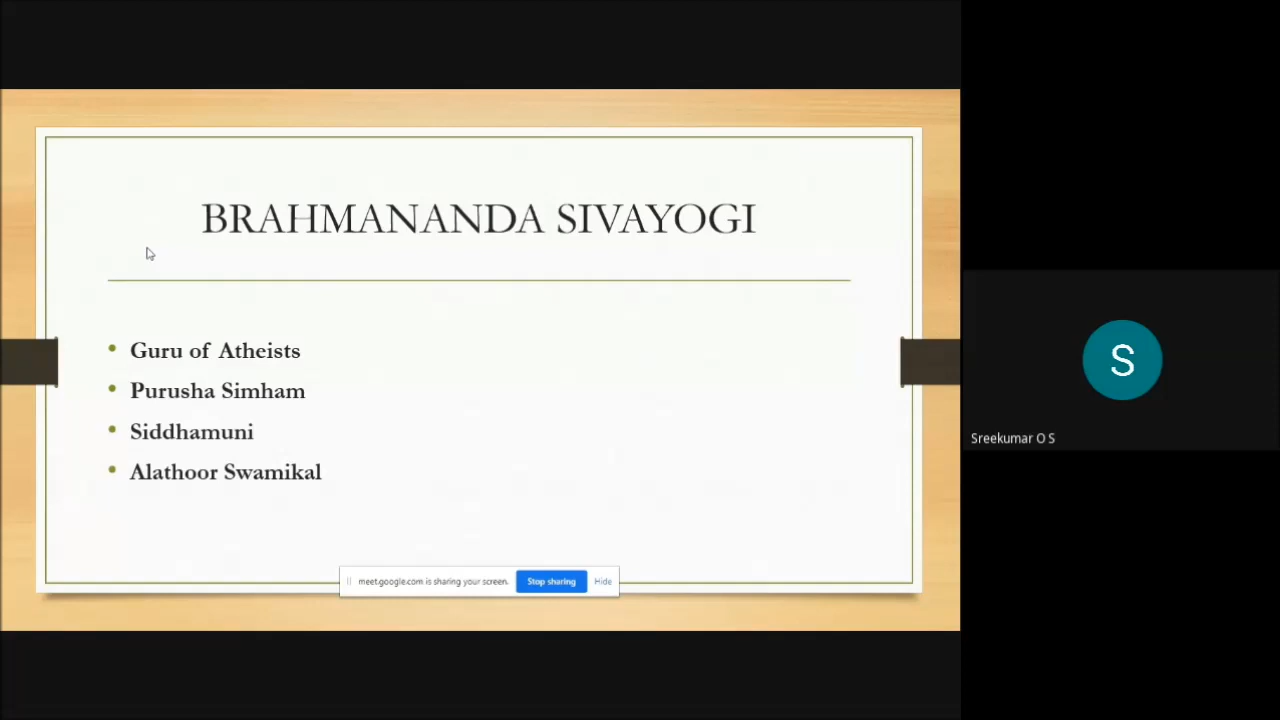 BRAHMANANDA SIVAYOGI
• Guru of Atheists
• Purusha Simham
• Siddhamuni
• Alathoor Swamikal
meet.google.com is sharing your screen. Stop sharing Hide
S
Sreekumar O S